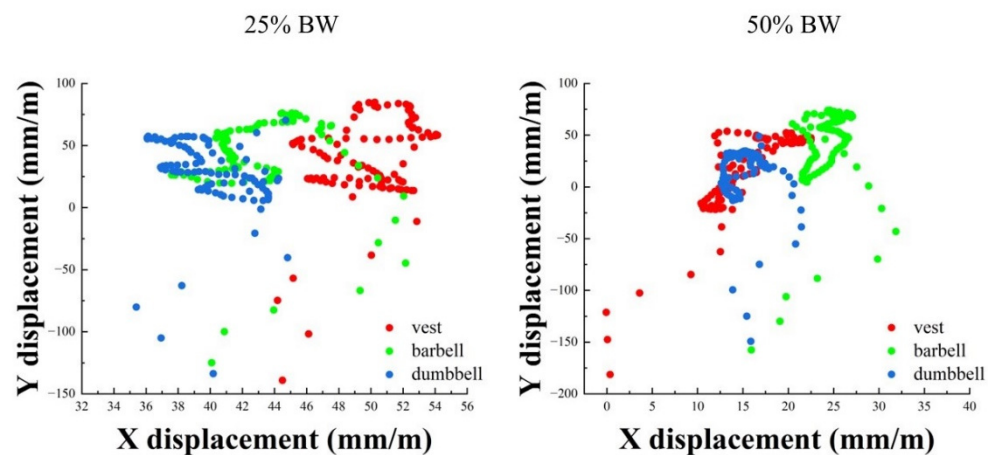 25% BW
50% BW
Y displacement (mm/m)
100
50
0
−50
−100
−150
32 34 36 38 40 42 44 46 48 50 52 54 56
X displacement (mm/m)
vest
barbell
dumbbell
Y displacement (mm/m)
100
50
0
−50
−100
−150
−200
0 5 10 15 20 25 30 35 40
X displacement (mm/m)
vest
barbell
dumbbell